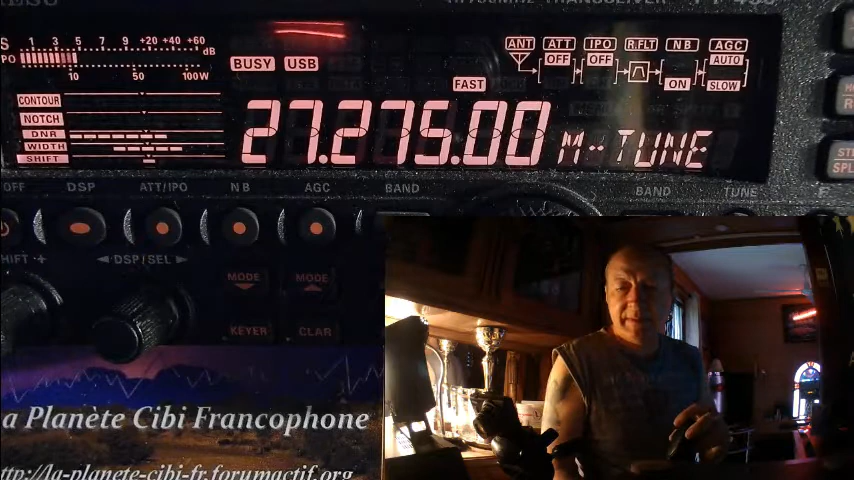 TRANSCEIVER
S 1 3 5 7 9 +20 +40 +60 dB
PO 10 50 100W
BUSY USB
ANT ATT IPO R.FLT NB AGC
OFF OFF AUTO
ON SLOW
FAST
CONTOUR
NOTCH
DNR
WIDTH
SHIFT
27.275.00 M-TUNE
OFF DSP ATT/IPO NB AGC BAND BAND TUNE
DSP/SEL
MODE MODE
KEYER CLAR
a Planète Cibi Francophone
ttp://la-planete-cibi-fr.forumactif.org